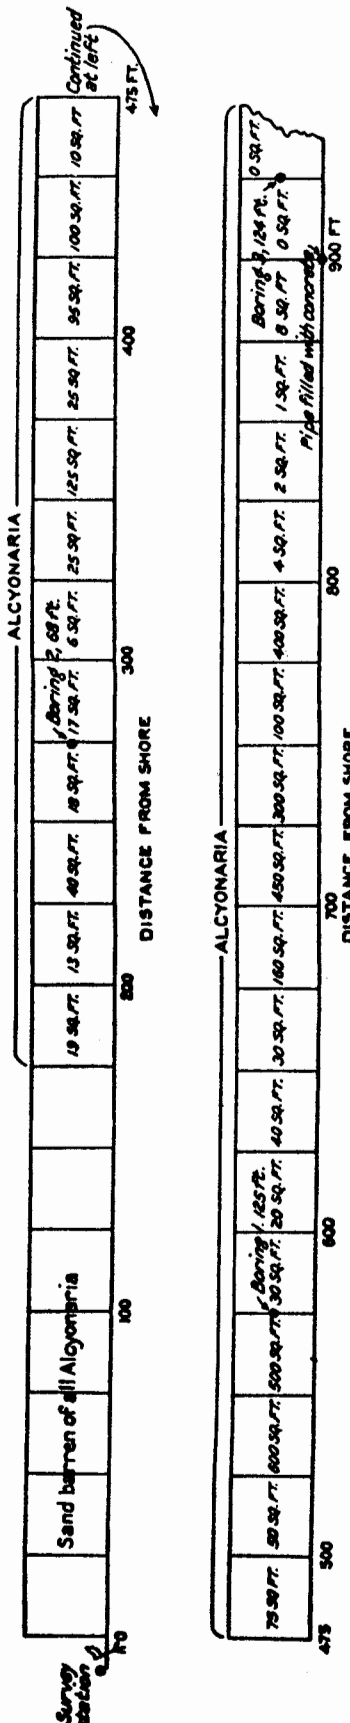 ALCYONARIA
Survey
station
0
Sand barren of all Alcyonaria
19 SQ.FT. 13 SQ.FT. 40 SQ.FT. 18 SQ.FT. 17 SQ.FT. 6 SQ.FT. 25 SQ.FT. 125 SQ.FT. 25 SQ.FT. 95 SQ.FT. 100 SQ.FT. 10 SQ.FT
Boring 2, 68 ft.
Continued
at left
100 200 300 400 475 FT.
DISTANCE FROM SHORE
ALCYONARIA
75 SQ FT. SQ.FT. 600 SQ.FT. 500 SQ.FT. 30 SQ.FT. 20 SQ.FT. 40 SQ.FT. 30 SQ.FT. 160 SQ.FT. 450 SQ.FT. 300 SQ.FT. 100 SQ.FT. 400 SQ.FT. 4 SQ.FT. 2 SQ.FT. 1 SQ.FT. 8 SQ.FT 0 SQ.FT. 0 SQ.FT.
Boring 1, 125 ft.
Boring 3, 124 ft.
Pipe filled with concrete
475 500 600 700 800 900 FT
DISTANCE FROM SHORE